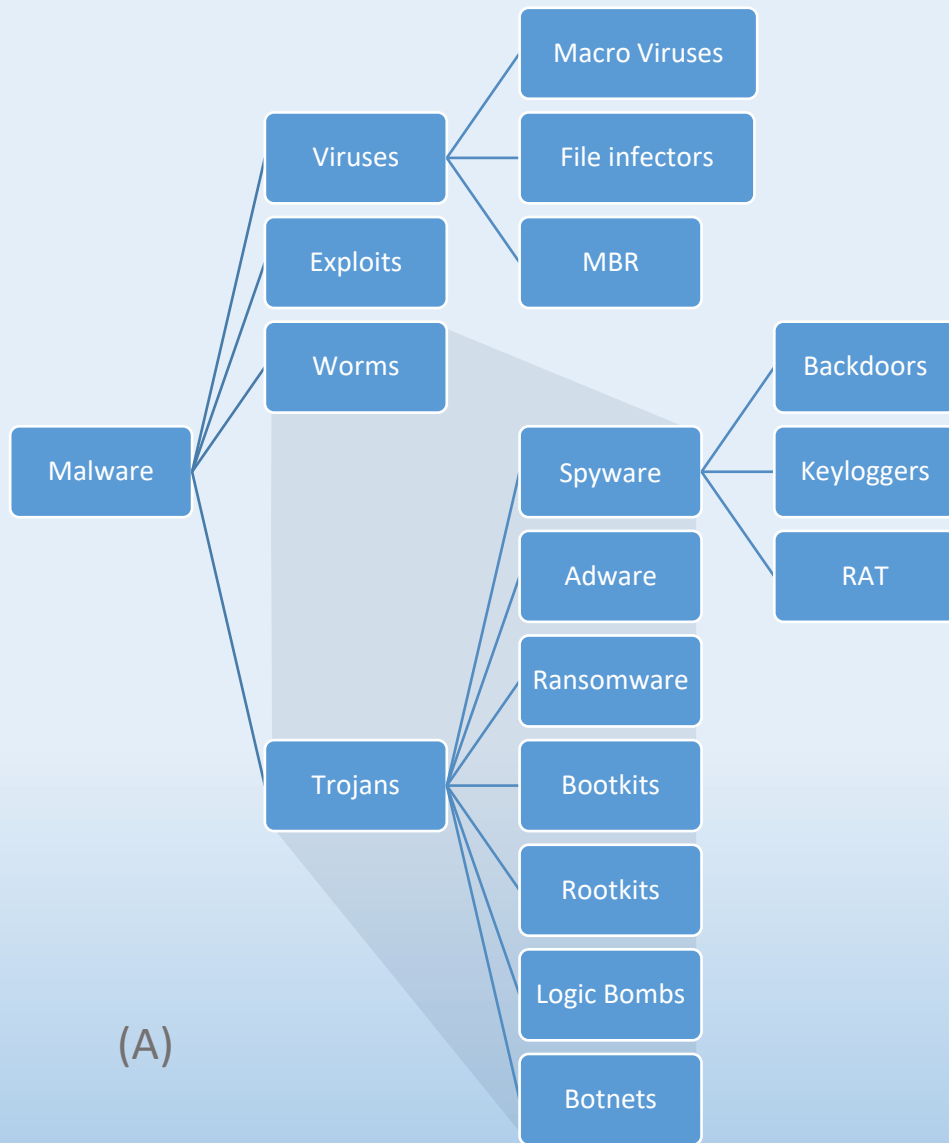 Macro Viruses
Viruses
File infectors
Exploits
MBR
Worms
Backdoors
Malware
Spyware
Keyloggers
Adware
RAT
Ransomware
Trojans
Bootkits
Rootkits
Logic Bombs
(A)
Botnets